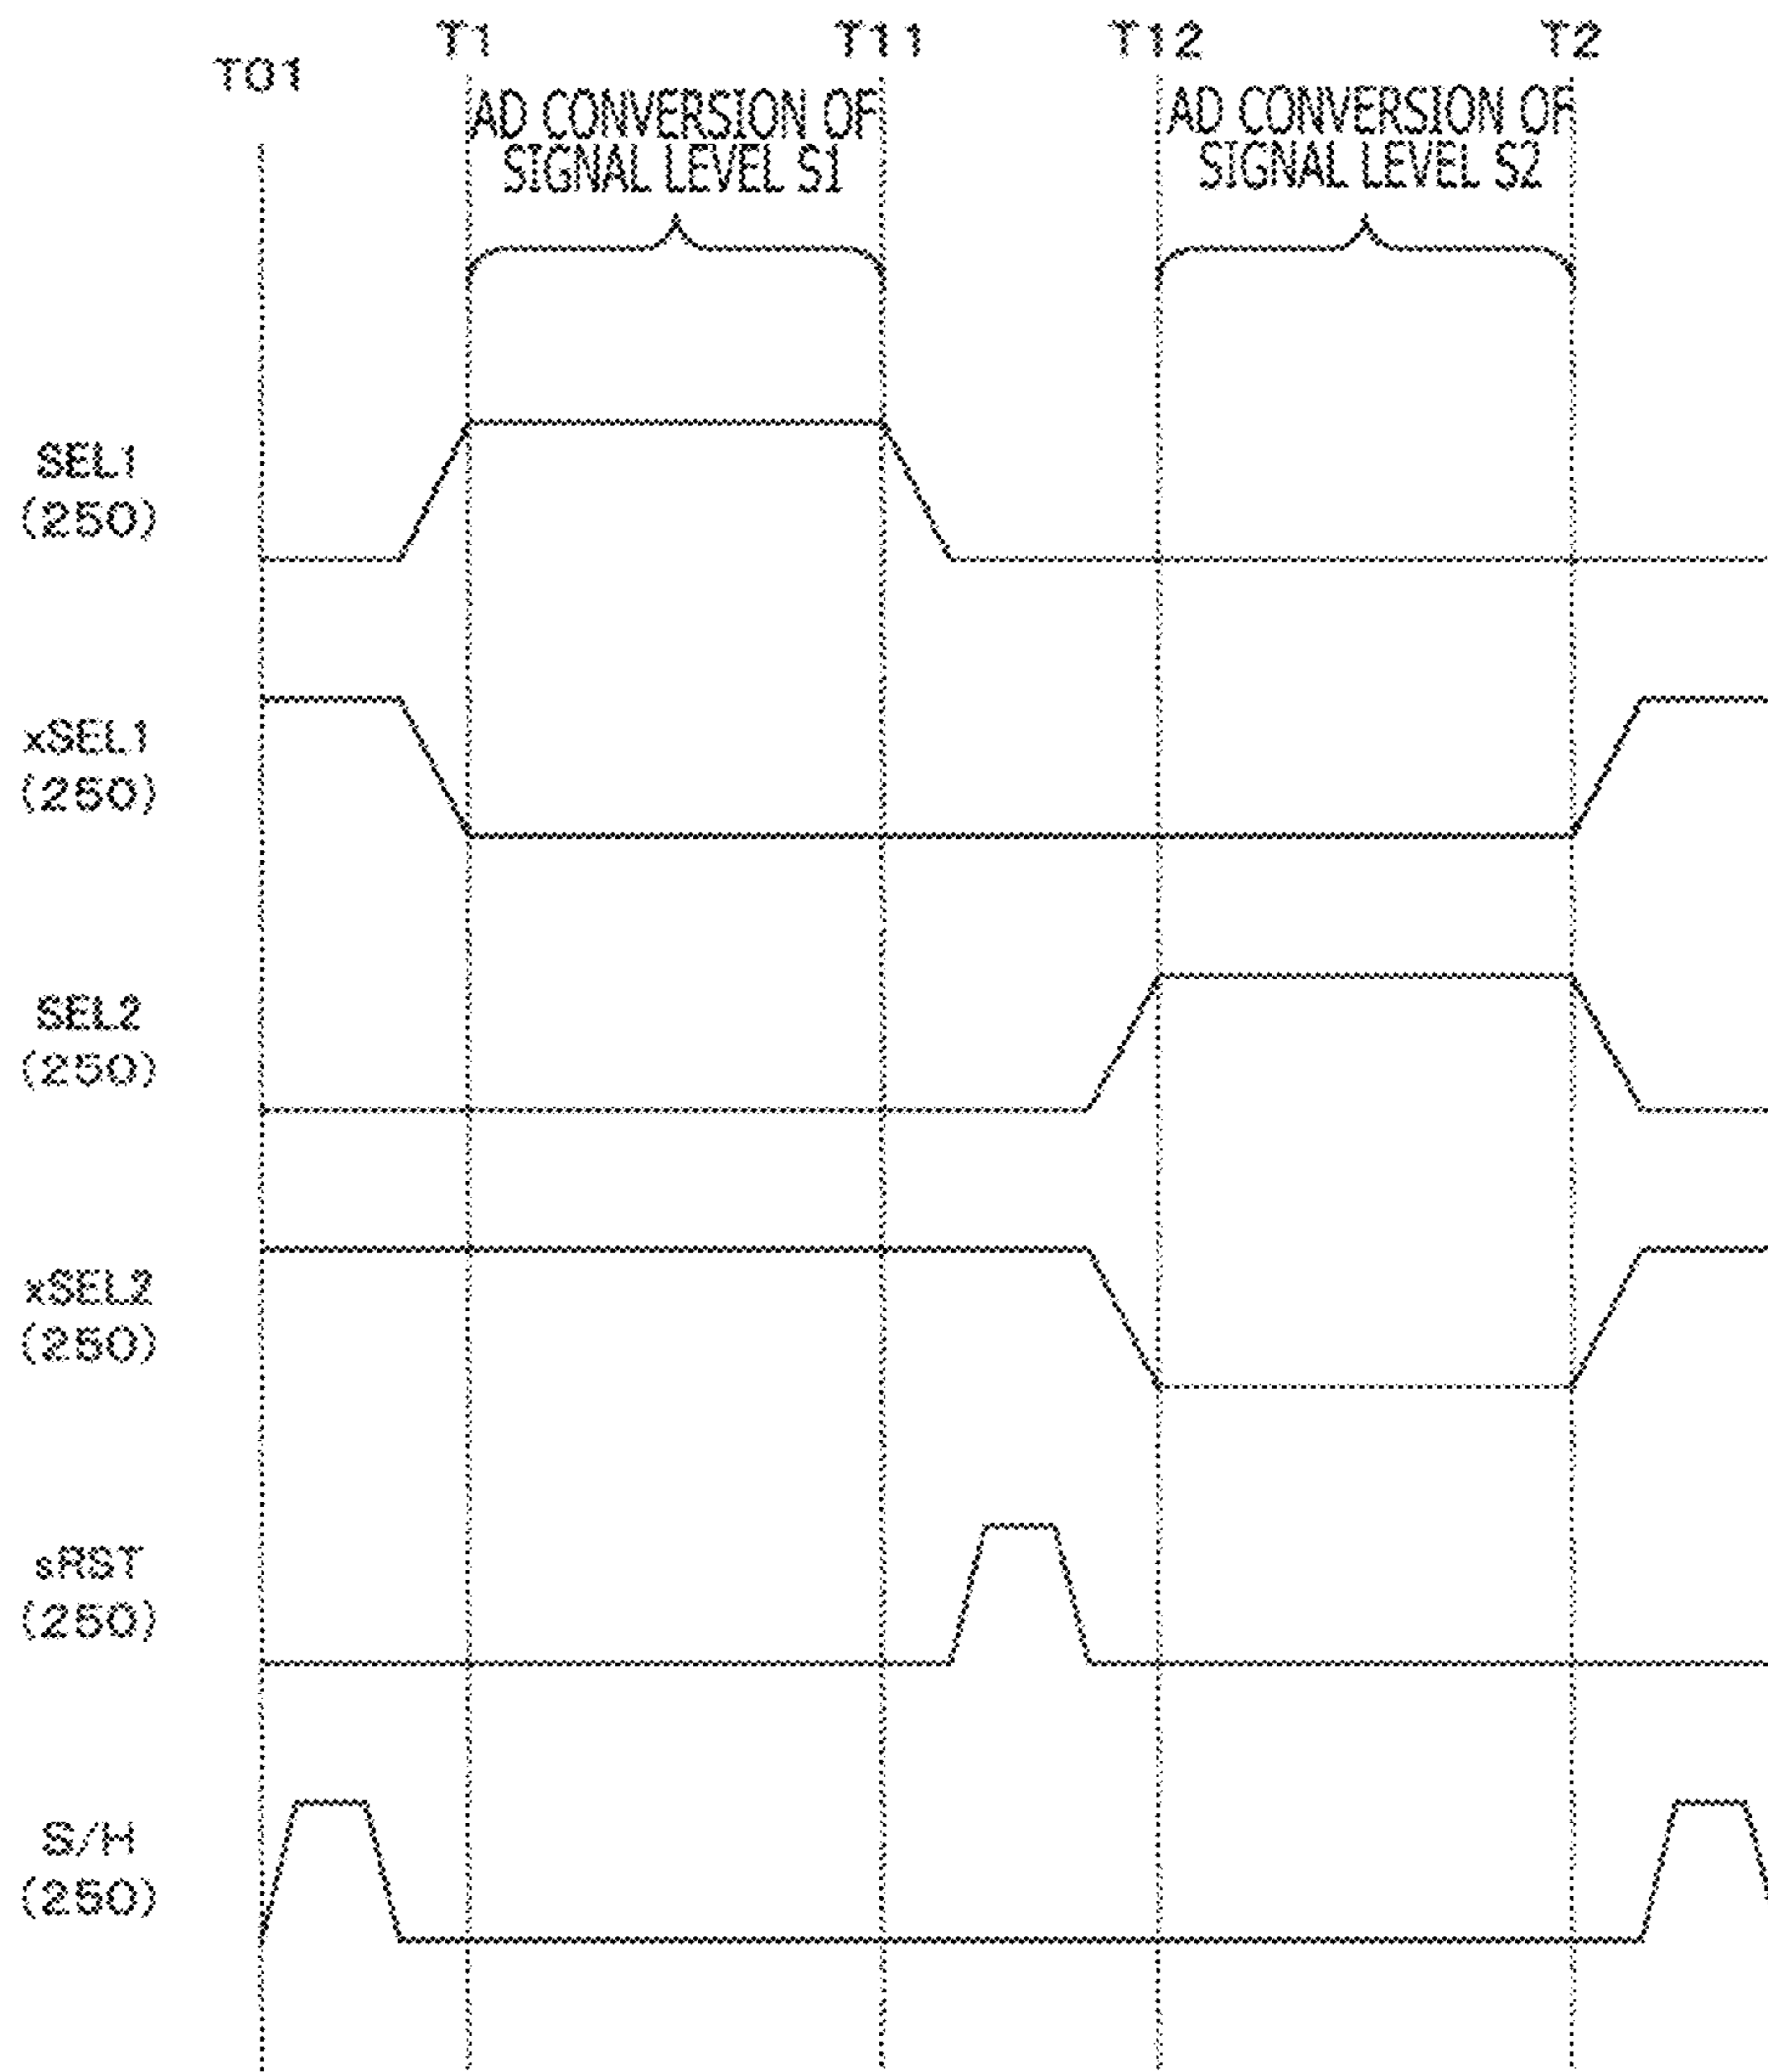 T01
T1
T11
T12
T2
AD CONVERSION OF
SIGNAL LEVEL S1
AD CONVERSION OF
SIGNAL LEVEL S2
SEL1
(250)
xSEL1
(250)
SEL2
(250)
xSEL2
(250)
sRST
(250)
S/H
(250)